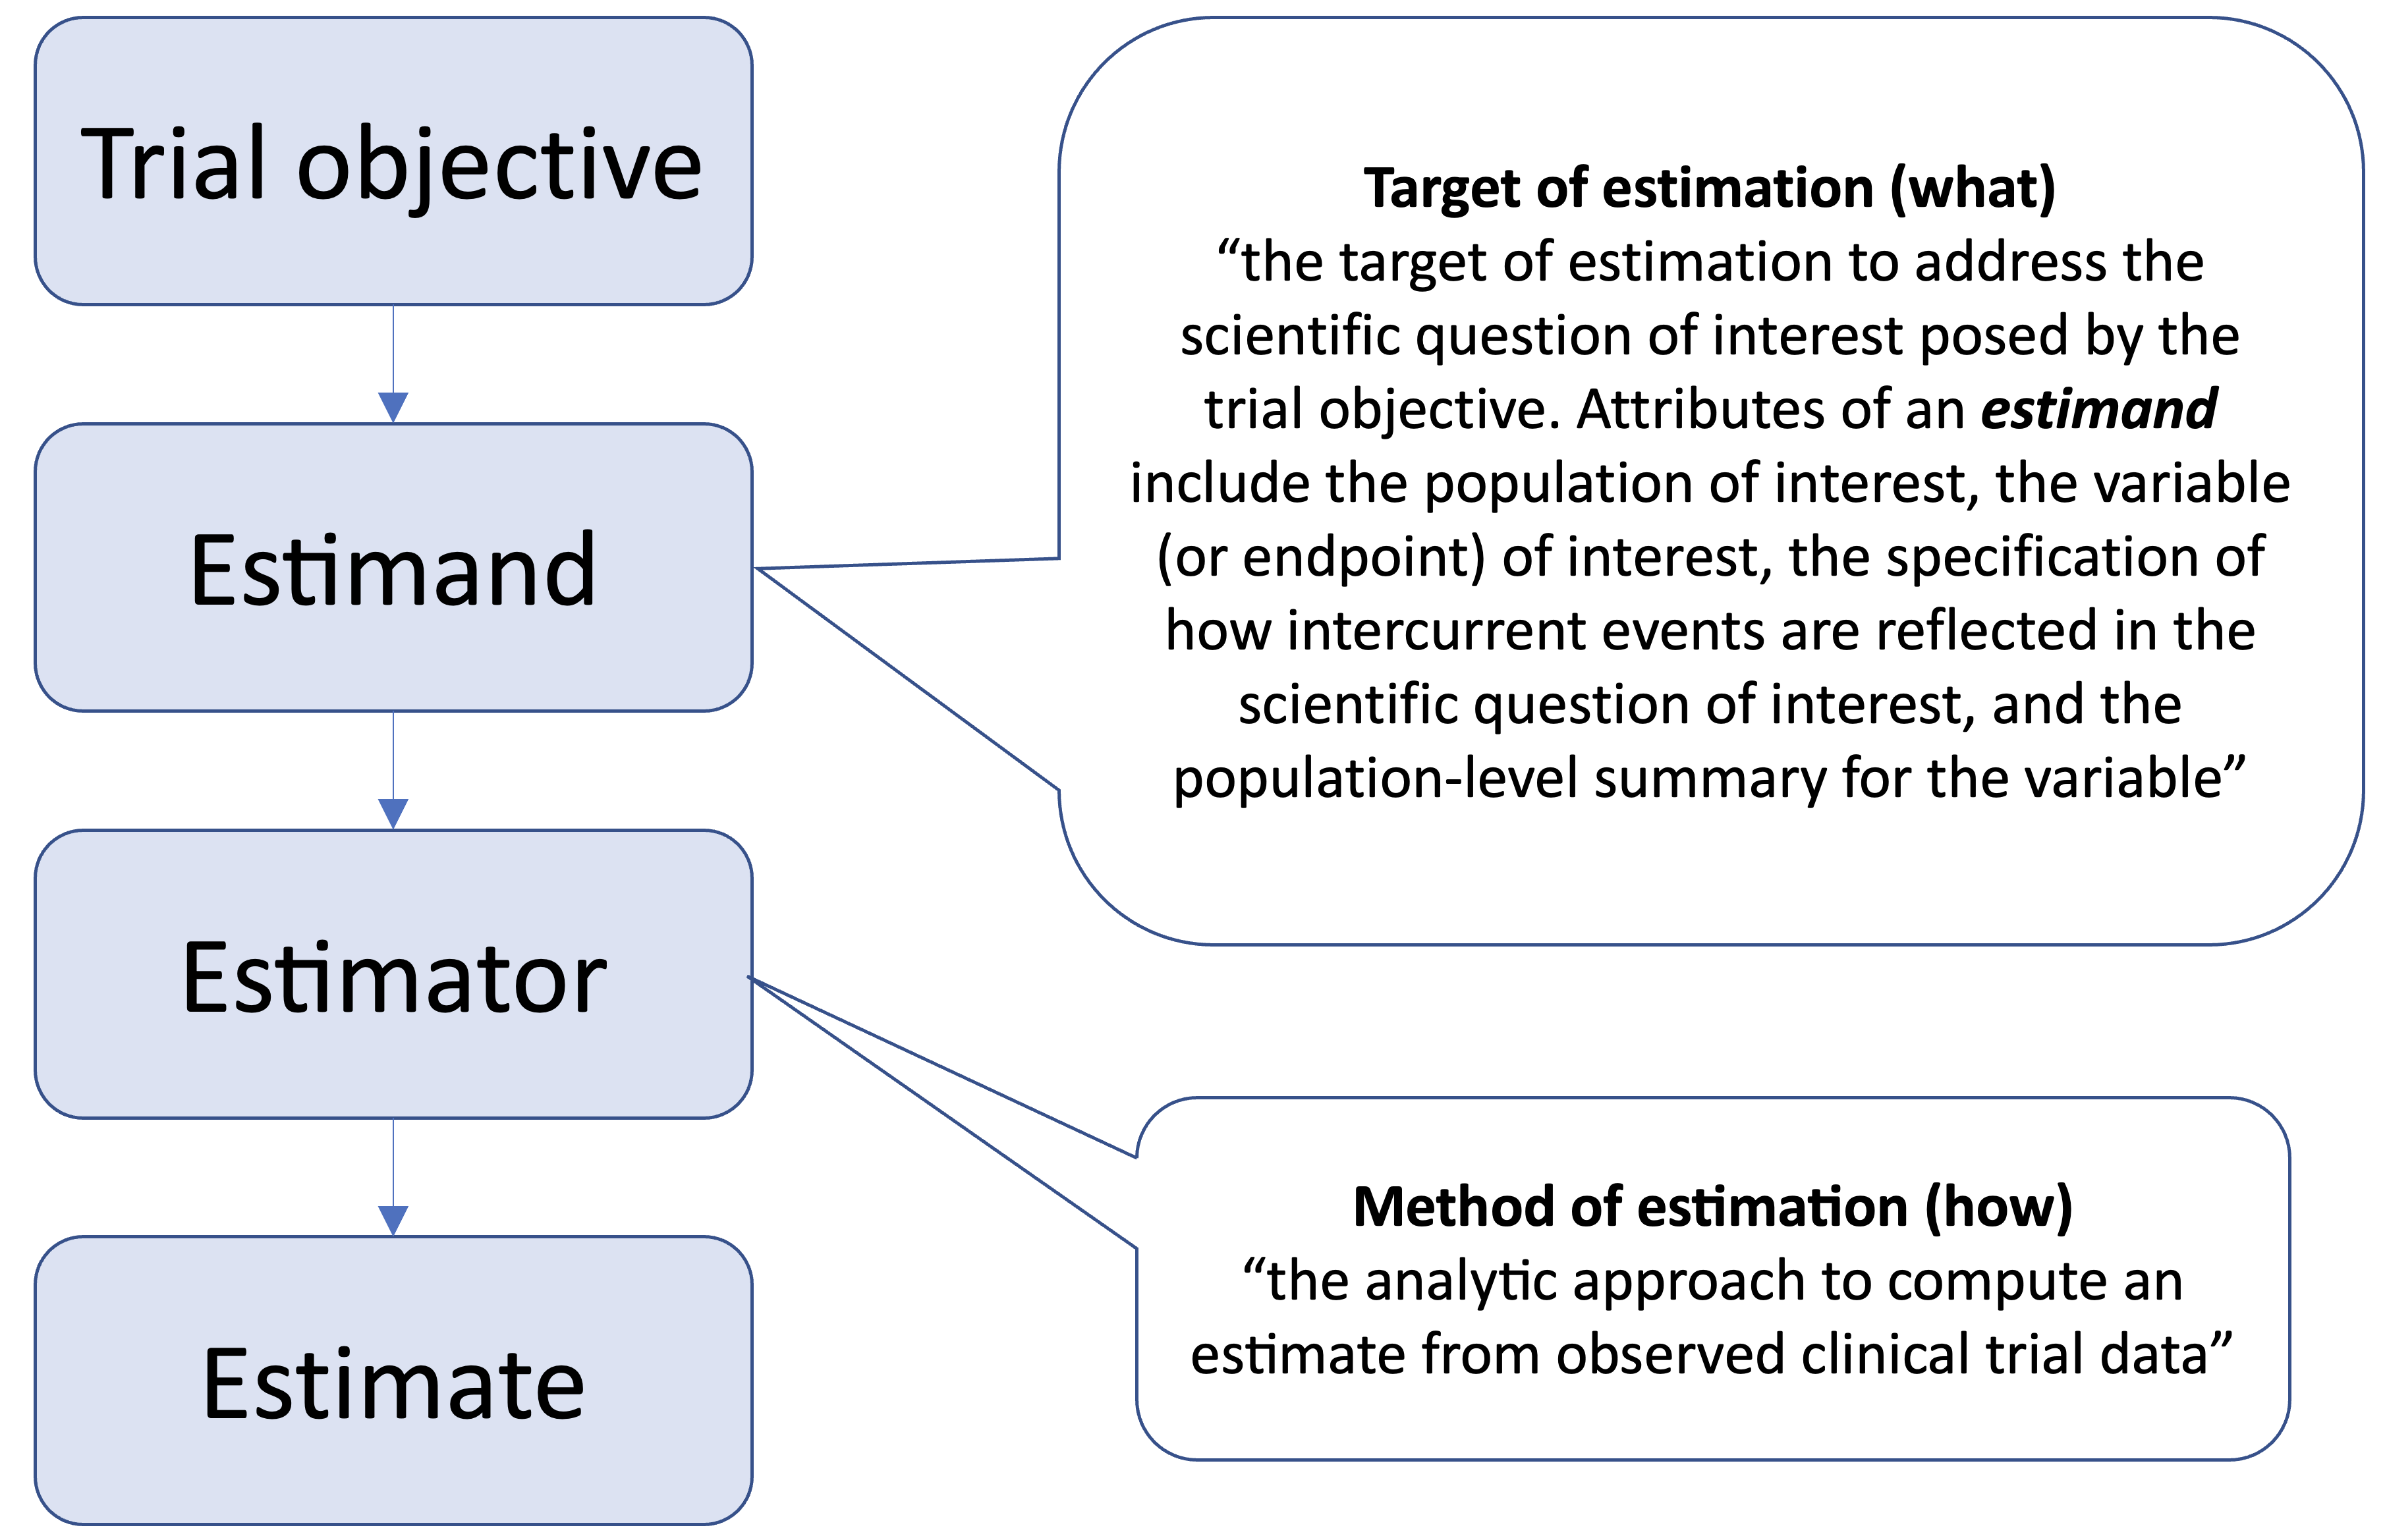 Trial objective
Estimand
Estimator
Estimate
Target of estimation (what)
“the target of estimation to address the
scientific question of interest posed by the
trial objective. Attributes of an estimand
include the population of interest, the variable
(or endpoint) of interest, the specification of
how intercurrent events are reflected in the
scientific question of interest, and the
population-level summary for the variable”
Method of estimation (how)
“the analytic approach to compute an
estimate from observed clinical trial data”